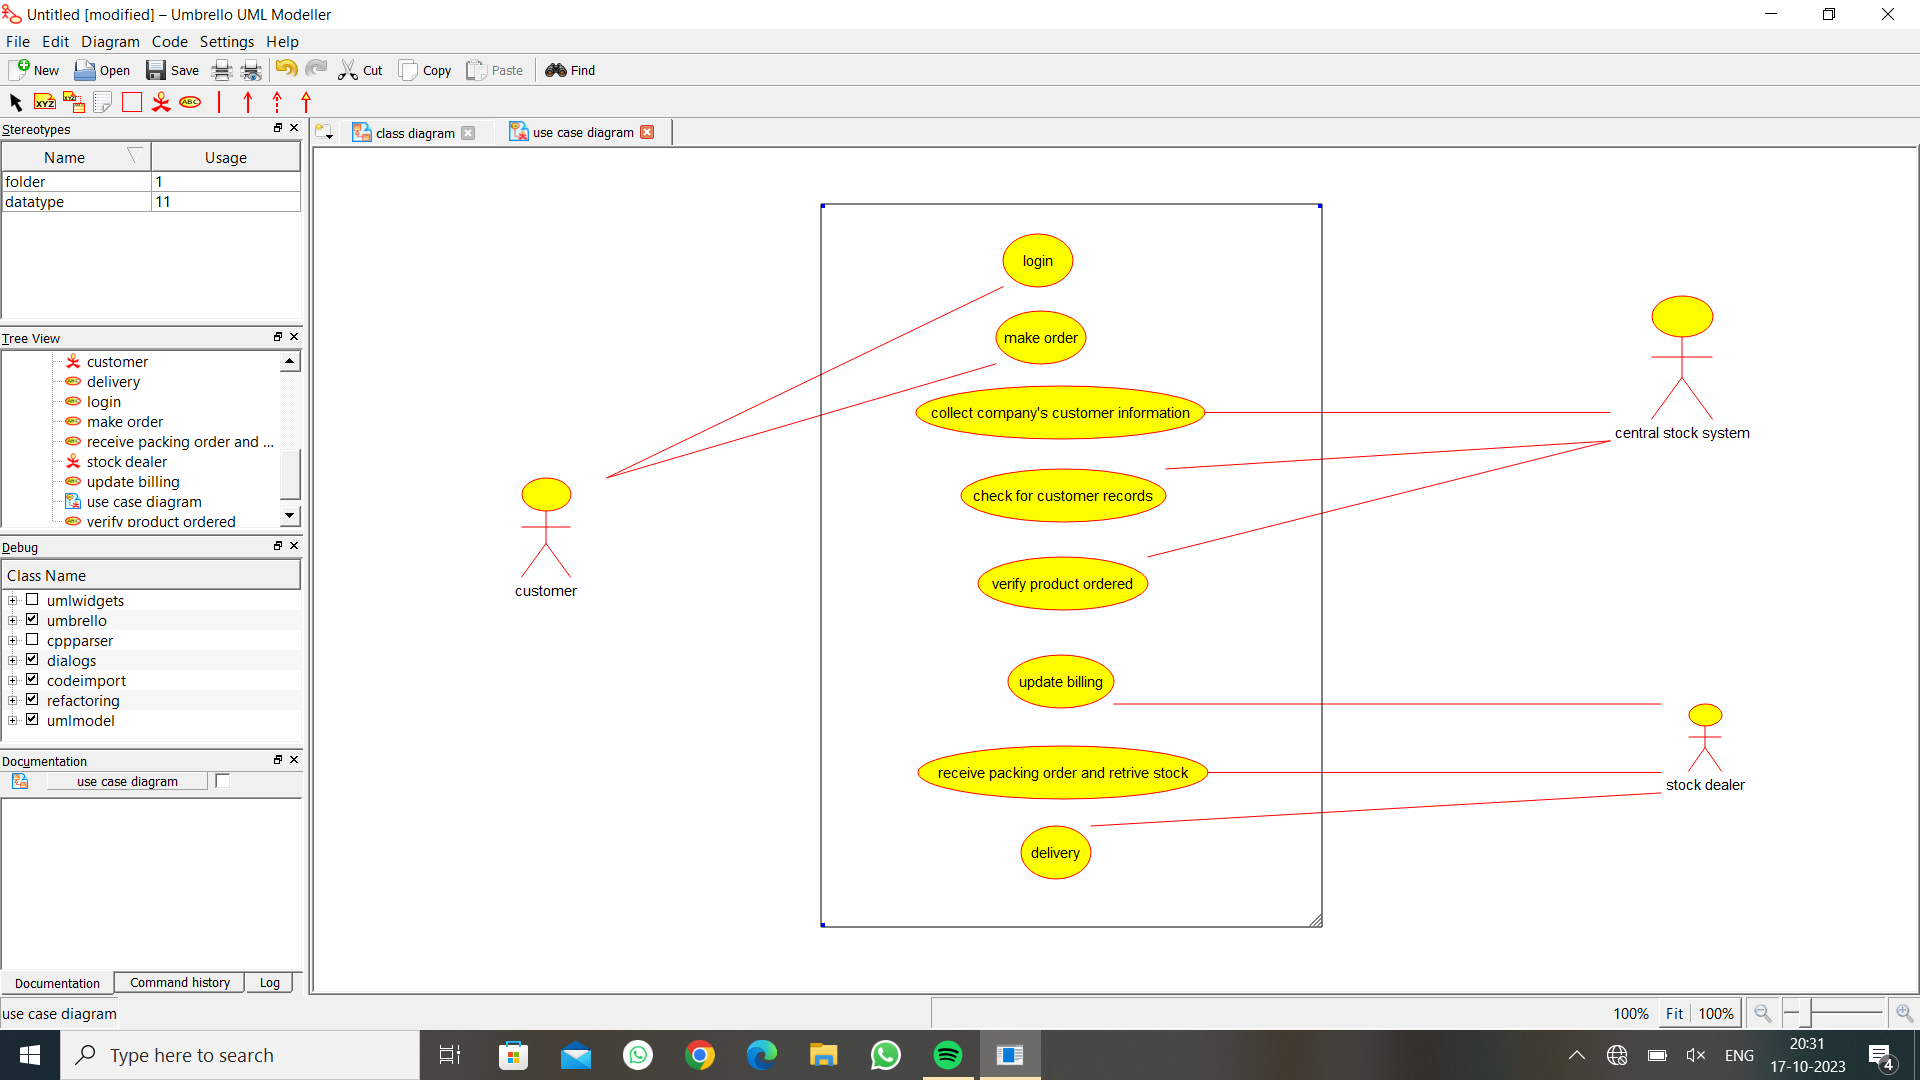 Untitled [modified] – Umbrello UML Modeller
File Edit Diagram Code Settings Help
New Open Save Cut Copy Paste Find
XYZ XYZ ABC
Stereotypes
class diagram
use case diagram
Name Usage
folder 1
datatype 11
Tree View
customer
delivery
login
make order
receive packing order and ...
stock dealer
update billing
use case diagram
verify product ordered
Debug
Class Name
umlwidgets
umbrello
cppparser
dialogs
codeimport
refactoring
umlmodel
Documentation
use case diagram
Documentation Command history Log
login
make order
collect company's customer information
central stock system
check for customer records
verify product ordered
customer
update billing
receive packing order and retrive stock
stock dealer
delivery
use case diagram
100% Fit 100%
Type here to search
ENG
20:31
17-10-2023
4